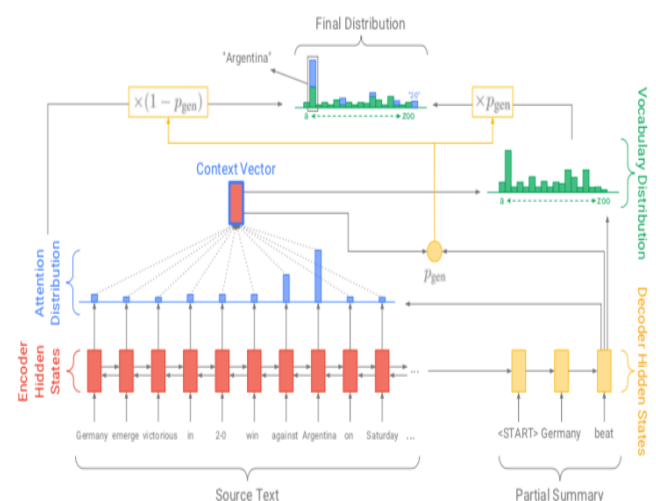 Final Distribution
"Argentina"
"2-0"
a
zoo
×(1 − pgen)
×pgen
Context Vector
a
zoo
Vocabulary Distribution
Attention
Distribution
pgen
Encoder
Hidden
States
Decoder Hidden States
...
Germany emerge victorious in 2-0 win against Argentina on Saturday ...
<START> Germany beat
Source Text
Partial Summary